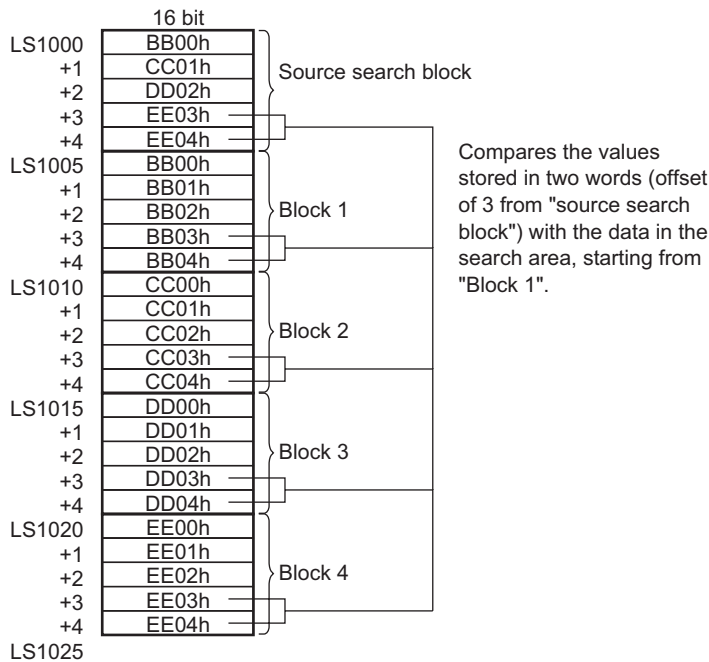 16 bit
LS1000 BB00h
+1 CC01h
+2 DD02h
+3 EE03h
+4 EE04h
Source search block
LS1005 BB00h
+1 BB01h
+2 BB02h
+3 BB03h
+4 BB04h
Block 1
LS1010 CC00h
+1 CC01h
+2 CC02h
+3 CC03h
+4 CC04h
Block 2
LS1015 DD00h
+1 DD01h
+2 DD02h
+3 DD03h
+4 DD04h
Block 3
LS1020 EE00h
+1 EE01h
+2 EE02h
+3 EE03h
+4 EE04h
Block 4
LS1025
Compares the values
stored in two words (offset
of 3 from "source search
block") with the data in the
search area, starting from
"Block 1".